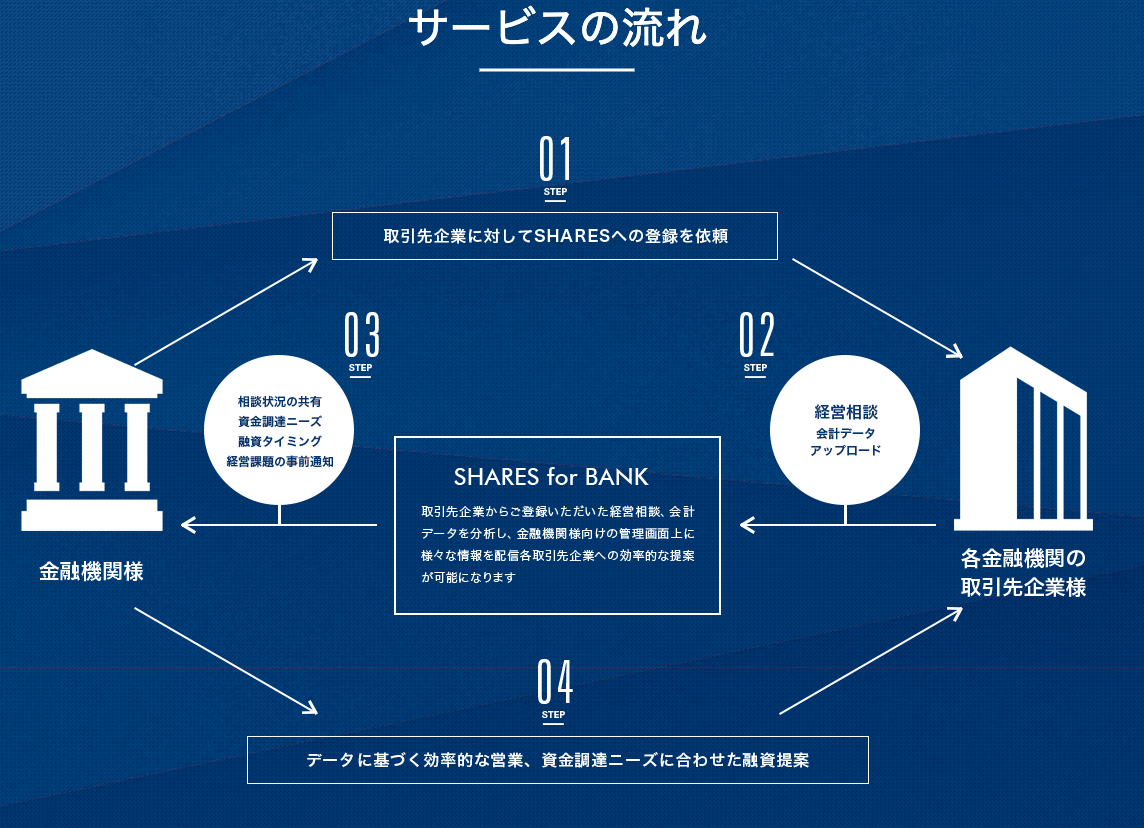 サービスの流れ
01
STEP
取引先企業に対してSHARESへの登録を依頼
03
STEP
相談状況の共有
資金調達ニーズ
融資タイミング
経営課題の事前通知
02
STEP
経営相談
会計データ
アップロード
SHARES for BANK
取引先企業からご登録いただいた経営相談、会計
データを分析し、金融機関様向けの管理画面上に
様々な情報を配信各取引先企業への効率的な提案
が可能になります
金融機関様
各金融機関の
取引先企業様
04
STEP
データに基づく効率的な営業、資金調達ニーズに合わせた融資提案